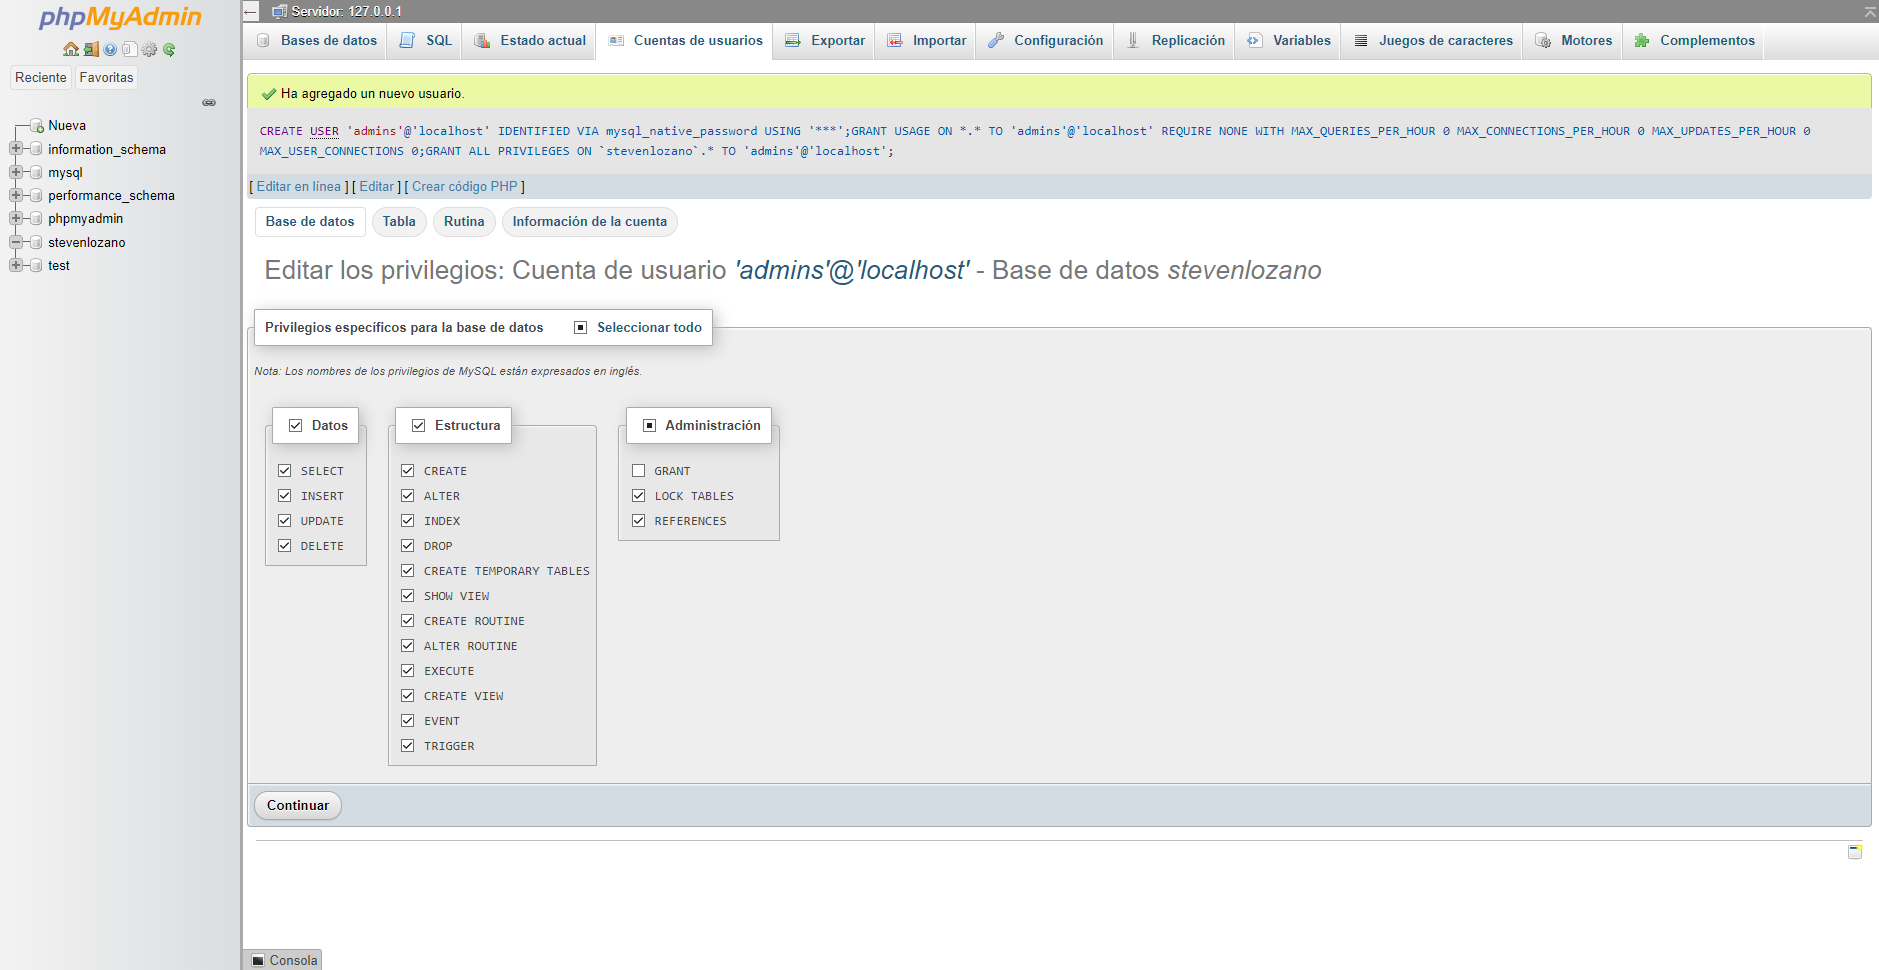 phpMyAdmin
Reciente Favoritas
Nueva
information_schema
mysql
performance_schema
phpmyadmin
stevenlozano
test
Servidor: 127.0.0.1
Bases de datos SQL Estado actual Cuentas de usuarios Exportar Importar Configuración Replicación Variables Juegos de caracteres Motores Complementos
Ha agregado un nuevo usuario.
CREATE USER 'admins'@'localhost' IDENTIFIED VIA mysql_native_password USING '***';GRANT USAGE ON *.* TO 'admins'@'localhost' REQUIRE NONE WITH MAX_QUERIES_PER_HOUR 0 MAX_CONNECTIONS_PER_HOUR 0 MAX_UPDATES_PER_HOUR 0
MAX_USER_CONNECTIONS 0;GRANT ALL PRIVILEGES ON `stevenlozano`.* TO 'admins'@'localhost';
[ Editar en línea ] [ Editar ] [ Crear código PHP ]
Base de datos Tabla Rutina Información de la cuenta
Editar los privilegios: Cuenta de usuario 'admins'@'localhost' - Base de datos stevenlozano
Privilegios específicos para la base de datos Seleccionar todo
Nota: Los nombres de los privilegios de MySQL están expresados en inglés.
Datos
SELECT
INSERT
UPDATE
DELETE
Estructura
CREATE
ALTER
INDEX
DROP
CREATE TEMPORARY TABLES
SHOW VIEW
CREATE ROUTINE
ALTER ROUTINE
EXECUTE
CREATE VIEW
EVENT
TRIGGER
Administración
GRANT
LOCK TABLES
REFERENCES
Continuar
Consola